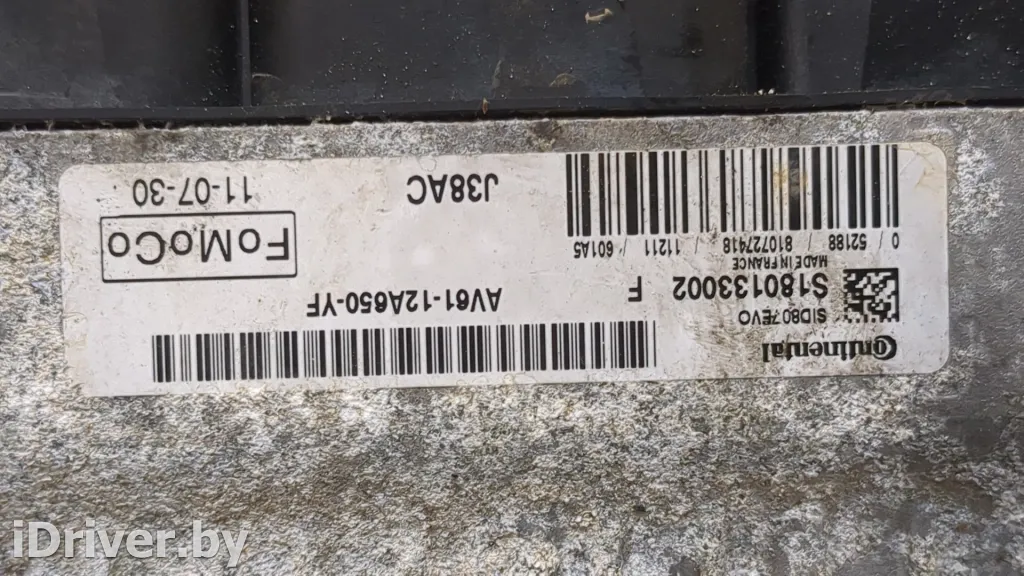 Continental
SID807EVO
S180133002 F
MADE IN FRANCE
810727418
0 / 52188 / 11211 / 601A5
AV61-12A650-YF
J38AC
FoMoCo
11-07-30
iDriver.by